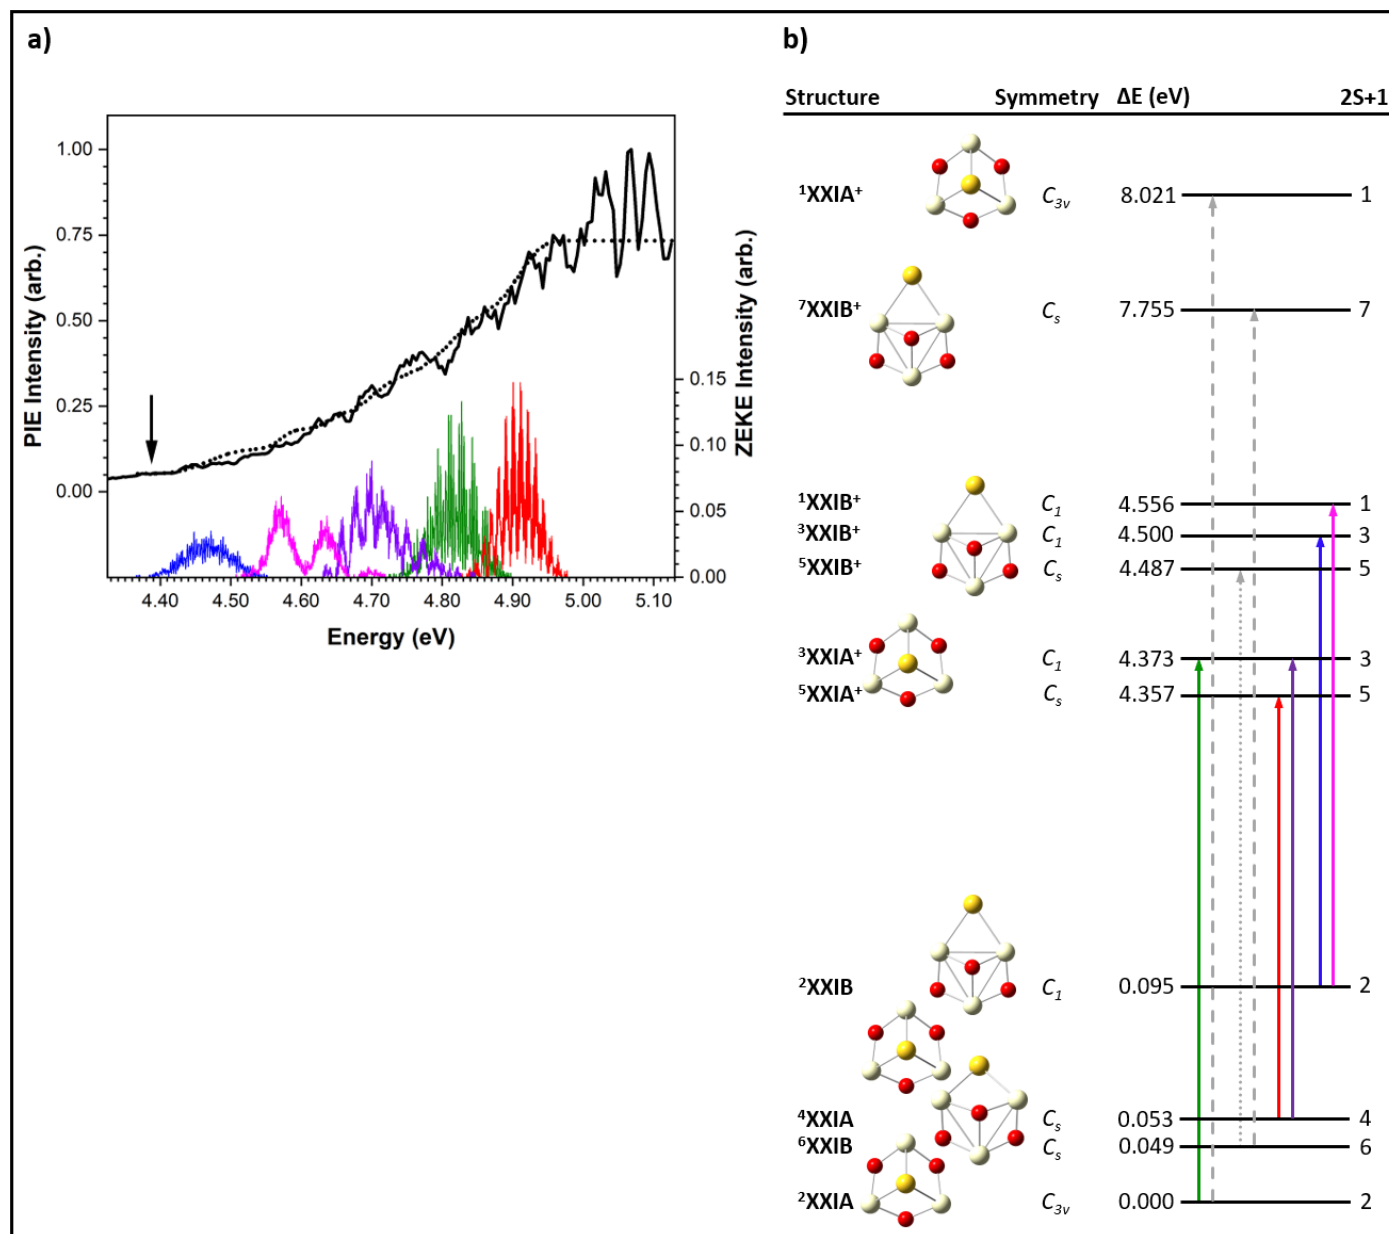 a)
1.00
0.75
0.50
0.25
0.00
PIE Intensity (arb.)
0.15
0.10
0.05
0.00
ZEKE Intensity (arb.)
4.40 4.50 4.60 4.70 4.80 4.90 5.00 5.10
Energy (eV)
b)
Structure Symmetry ΔE (eV) 2S+1
¹XXIA⁺ C₃ᵥ 8.021 1
⁷XXIB⁺ Cₛ 7.755 7
¹XXIB⁺ C₁ 4.556 1
³XXIB⁺ C₁ 4.500 3
⁵XXIB⁺ Cₛ 4.487 5
³XXIA⁺ C₁ 4.373 3
⁵XXIA⁺ Cₛ 4.357 5
²XXIB C₁ 0.095 2
⁴XXIA Cₛ 0.053 4
⁶XXIB Cₛ 0.049 6
²XXIA C₃ᵥ 0.000 2